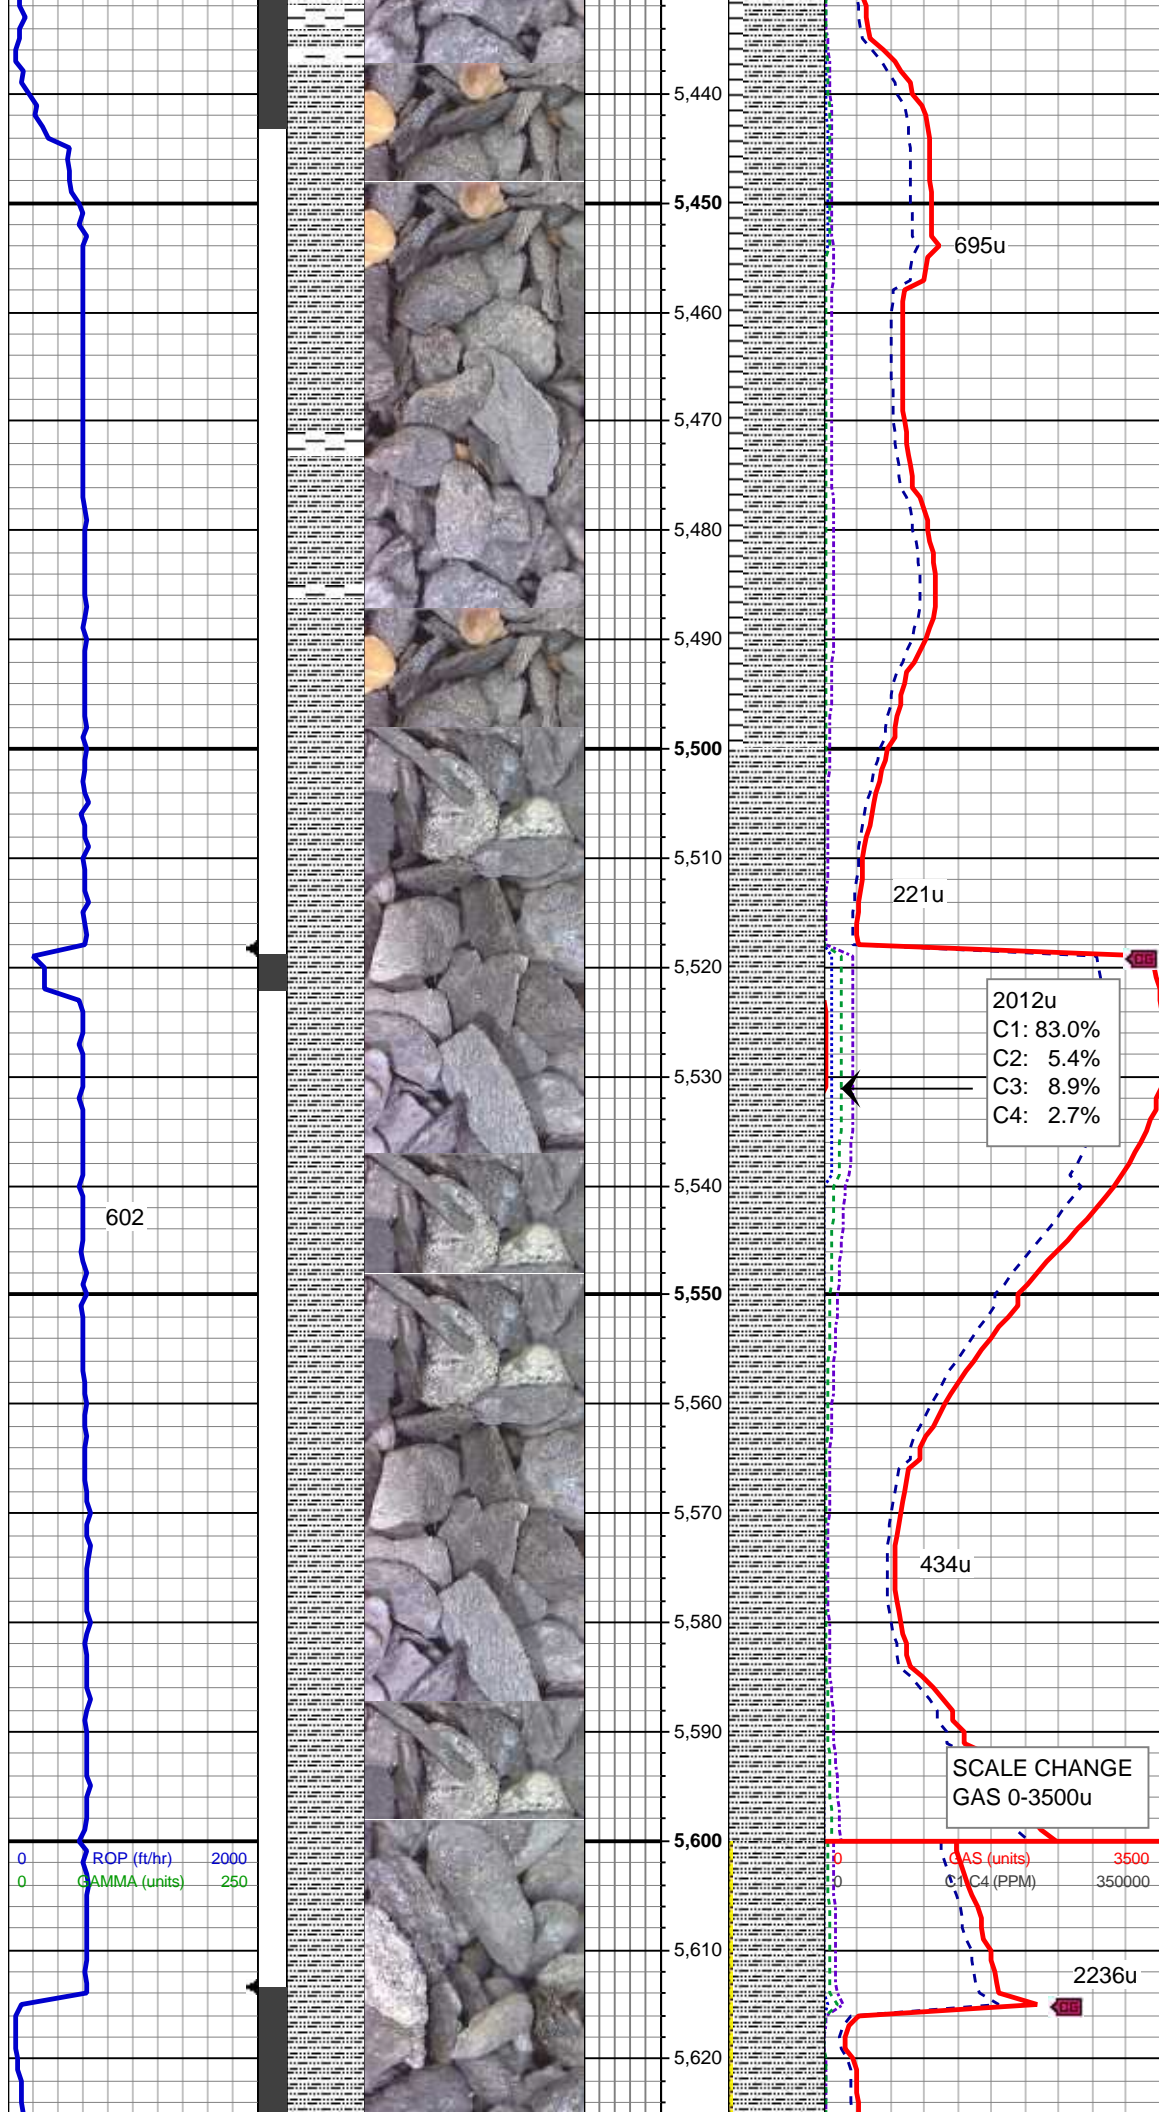 5,440
5,450
695u
5,460
5,470
5,480
5,490
5,500
5,510
221u
5,520
CG
2012u
C1: 83.0%
C2: 5.4%
C3: 8.9%
C4: 2.7%
5,530
5,540
602
5,550
5,560
5,570
434u
5,580
5,590
SCALE CHANGE
GAS 0-3500u
5,600
0 ROP (ft/hr) 2000
0 GAMMA (units) 250
0 GAS (units) 3500
0 C1 C4 (PPM) 350000
5,610
2236u
CG
5,620